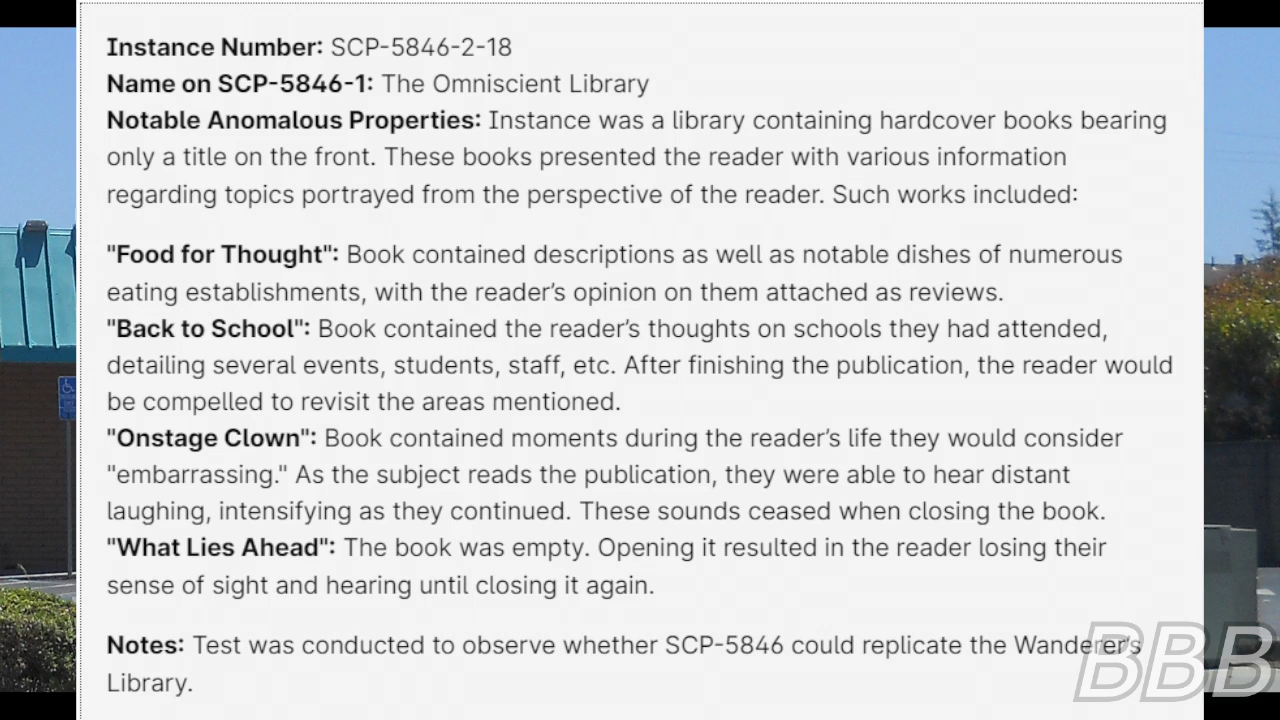 Instance Number: SCP-5846-2-18
Name on SCP-5846-1: The Omniscient Library
Notable Anomalous Properties: Instance was a library containing hardcover books bearing
only a title on the front. These books presented the reader with various information
regarding topics portrayed from the perspective of the reader. Such works included:
"Food for Thought": Book contained descriptions as well as notable dishes of numerous
eating establishments, with the reader's opinion on them attached as reviews.
"Back to School": Book contained the reader's thoughts on schools they had attended,
detailing several events, students, staff, etc. After finishing the publication, the reader would
be compelled to revisit the areas mentioned.
"Onstage Clown": Book contained moments during the reader's life they would consider
"embarrassing." As the subject reads the publication, they were able to hear distant
laughing, intensifying as they continued. These sounds ceased when closing the book.
"What Lies Ahead": The book was empty. Opening it resulted in the reader losing their
sense of sight and hearing until closing it again.
Notes: Test was conducted to observe whether SCP-5846 could replicate the Wanderer's
Library.
BBB